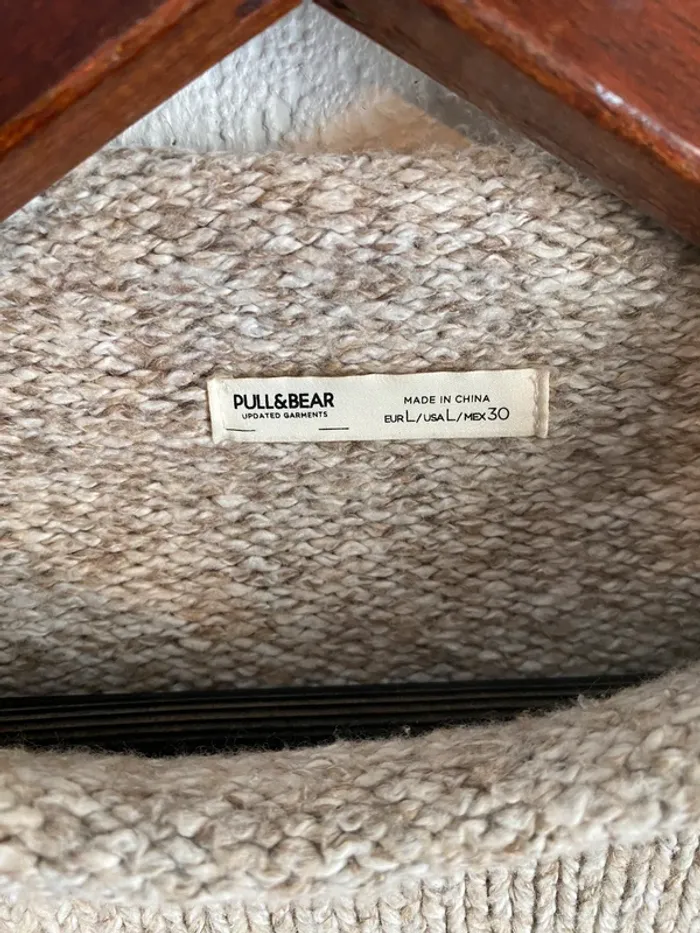 PULL&BEAR
UPDATED GARMENTS
MADE IN CHINA
EUR L/USA L/MEX 30